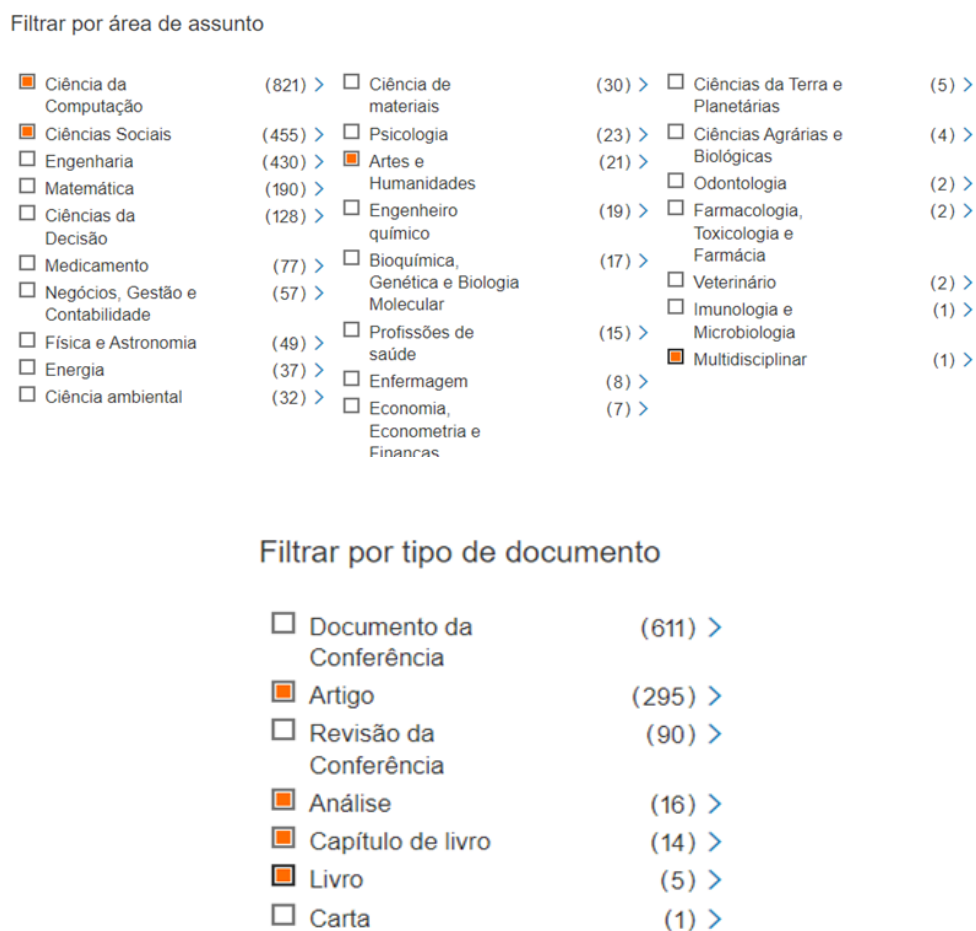 Filtrar por área de assunto
Ciência da (821) >
Computação
Ciências Sociais (455) >
Engenharia (430) >
Matemática (190) >
Ciências da (128) >
Decisão
Medicamento (77) >
Negócios, Gestão e (57) >
Contabilidade
Física e Astronomia (49) >
Energia (37) >
Ciência ambiental (32) >
Ciência de (30) >
materiais
Psicologia (23) >
Artes e (21) >
Humanidades
Engenheiro (19) >
químico
Bioquímica, (17) >
Genética e Biologia
Molecular
Profissões de (15) >
saúde
Enfermagem (8) >
Economia, (7) >
Econometria e
Finanças
Ciências da Terra e (5) >
Planetárias
Ciências Agrárias e (4) >
Biológicas
Odontologia (2) >
Farmacologia, (2) >
Toxicologia e
Farmácia
Veterinário (2) >
Imunologia e (1) >
Microbiologia
Multidisciplinar (1) >
Filtrar por tipo de documento
Documento da (611) >
Conferência
Artigo (295) >
Revisão da (90) >
Conferência
Análise (16) >
Capítulo de livro (14) >
Livro (5) >
Carta (1) >